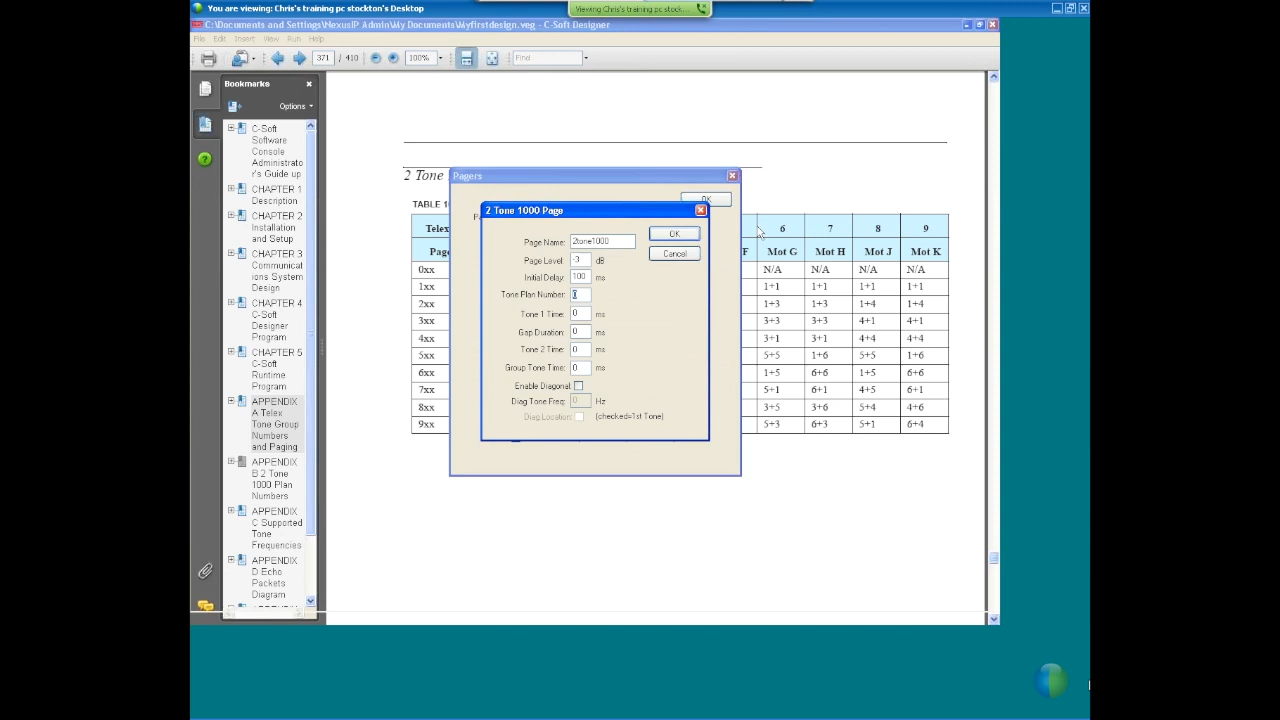 You are viewing: Chris's training pc stockton's Desktop
Viewing Chris's training pc stock...
C:\Documents and Settings\NexusIP Admin\My Documents\Myfirstdesign.veg - C-Soft Designer
File Edit Insert View Run Help
371 / 410 100% Find
Bookmarks
Options
C-Soft
Software
Console
Administrato
r's Guide up
CHAPTER 1
Description
CHAPTER 2
Installation
and Setup
CHAPTER 3
Communicat
ions System
Design
CHAPTER 4
C-Soft
Designer
Program
CHAPTER 5
C-Soft
Runtime
Program
APPENDIX
A Telex
Tone Group
Numbers
and Paging
APPENDIX
B 2 Tone
1000 Plan
Numbers
APPENDIX
C Supported
Tone
Frequencies
APPENDIX
D Echo
Packets
Diagram
2 Tone
Pagers
OK
TABLE 1
2 Tone 1000 Page
Page Name: 2tone1000
OK
Page Level: -3 dB
Cancel
Initial Delay: 100 ms
Tone Plan Number: 0
Tone 1 Time: 0 ms
Gap Duration: 0 ms
Tone 2 Time: 0 ms
Group Tone Time: 0 ms
Enable Diagonal:
Diag Tone Freq: 0 Hz
Diag Location: (checked=1st Tone)
Telex 6 7 8 9
Page F Mot G Mot H Mot J Mot K
0xx N/A N/A N/A N/A
1xx 1+1 1+1 1+1 1+1
2xx 1+3 1+3 1+4 1+4
3xx 3+3 3+3 4+1 4+1
4xx 3+1 3+1 4+4 4+4
5xx 5+5 1+6 5+5 1+6
6xx 1+5 6+6 1+5 6+6
7xx 5+1 6+1 4+5 6+1
8xx 3+5 3+6 5+4 4+6
9xx 5+3 6+3 5+1 6+4